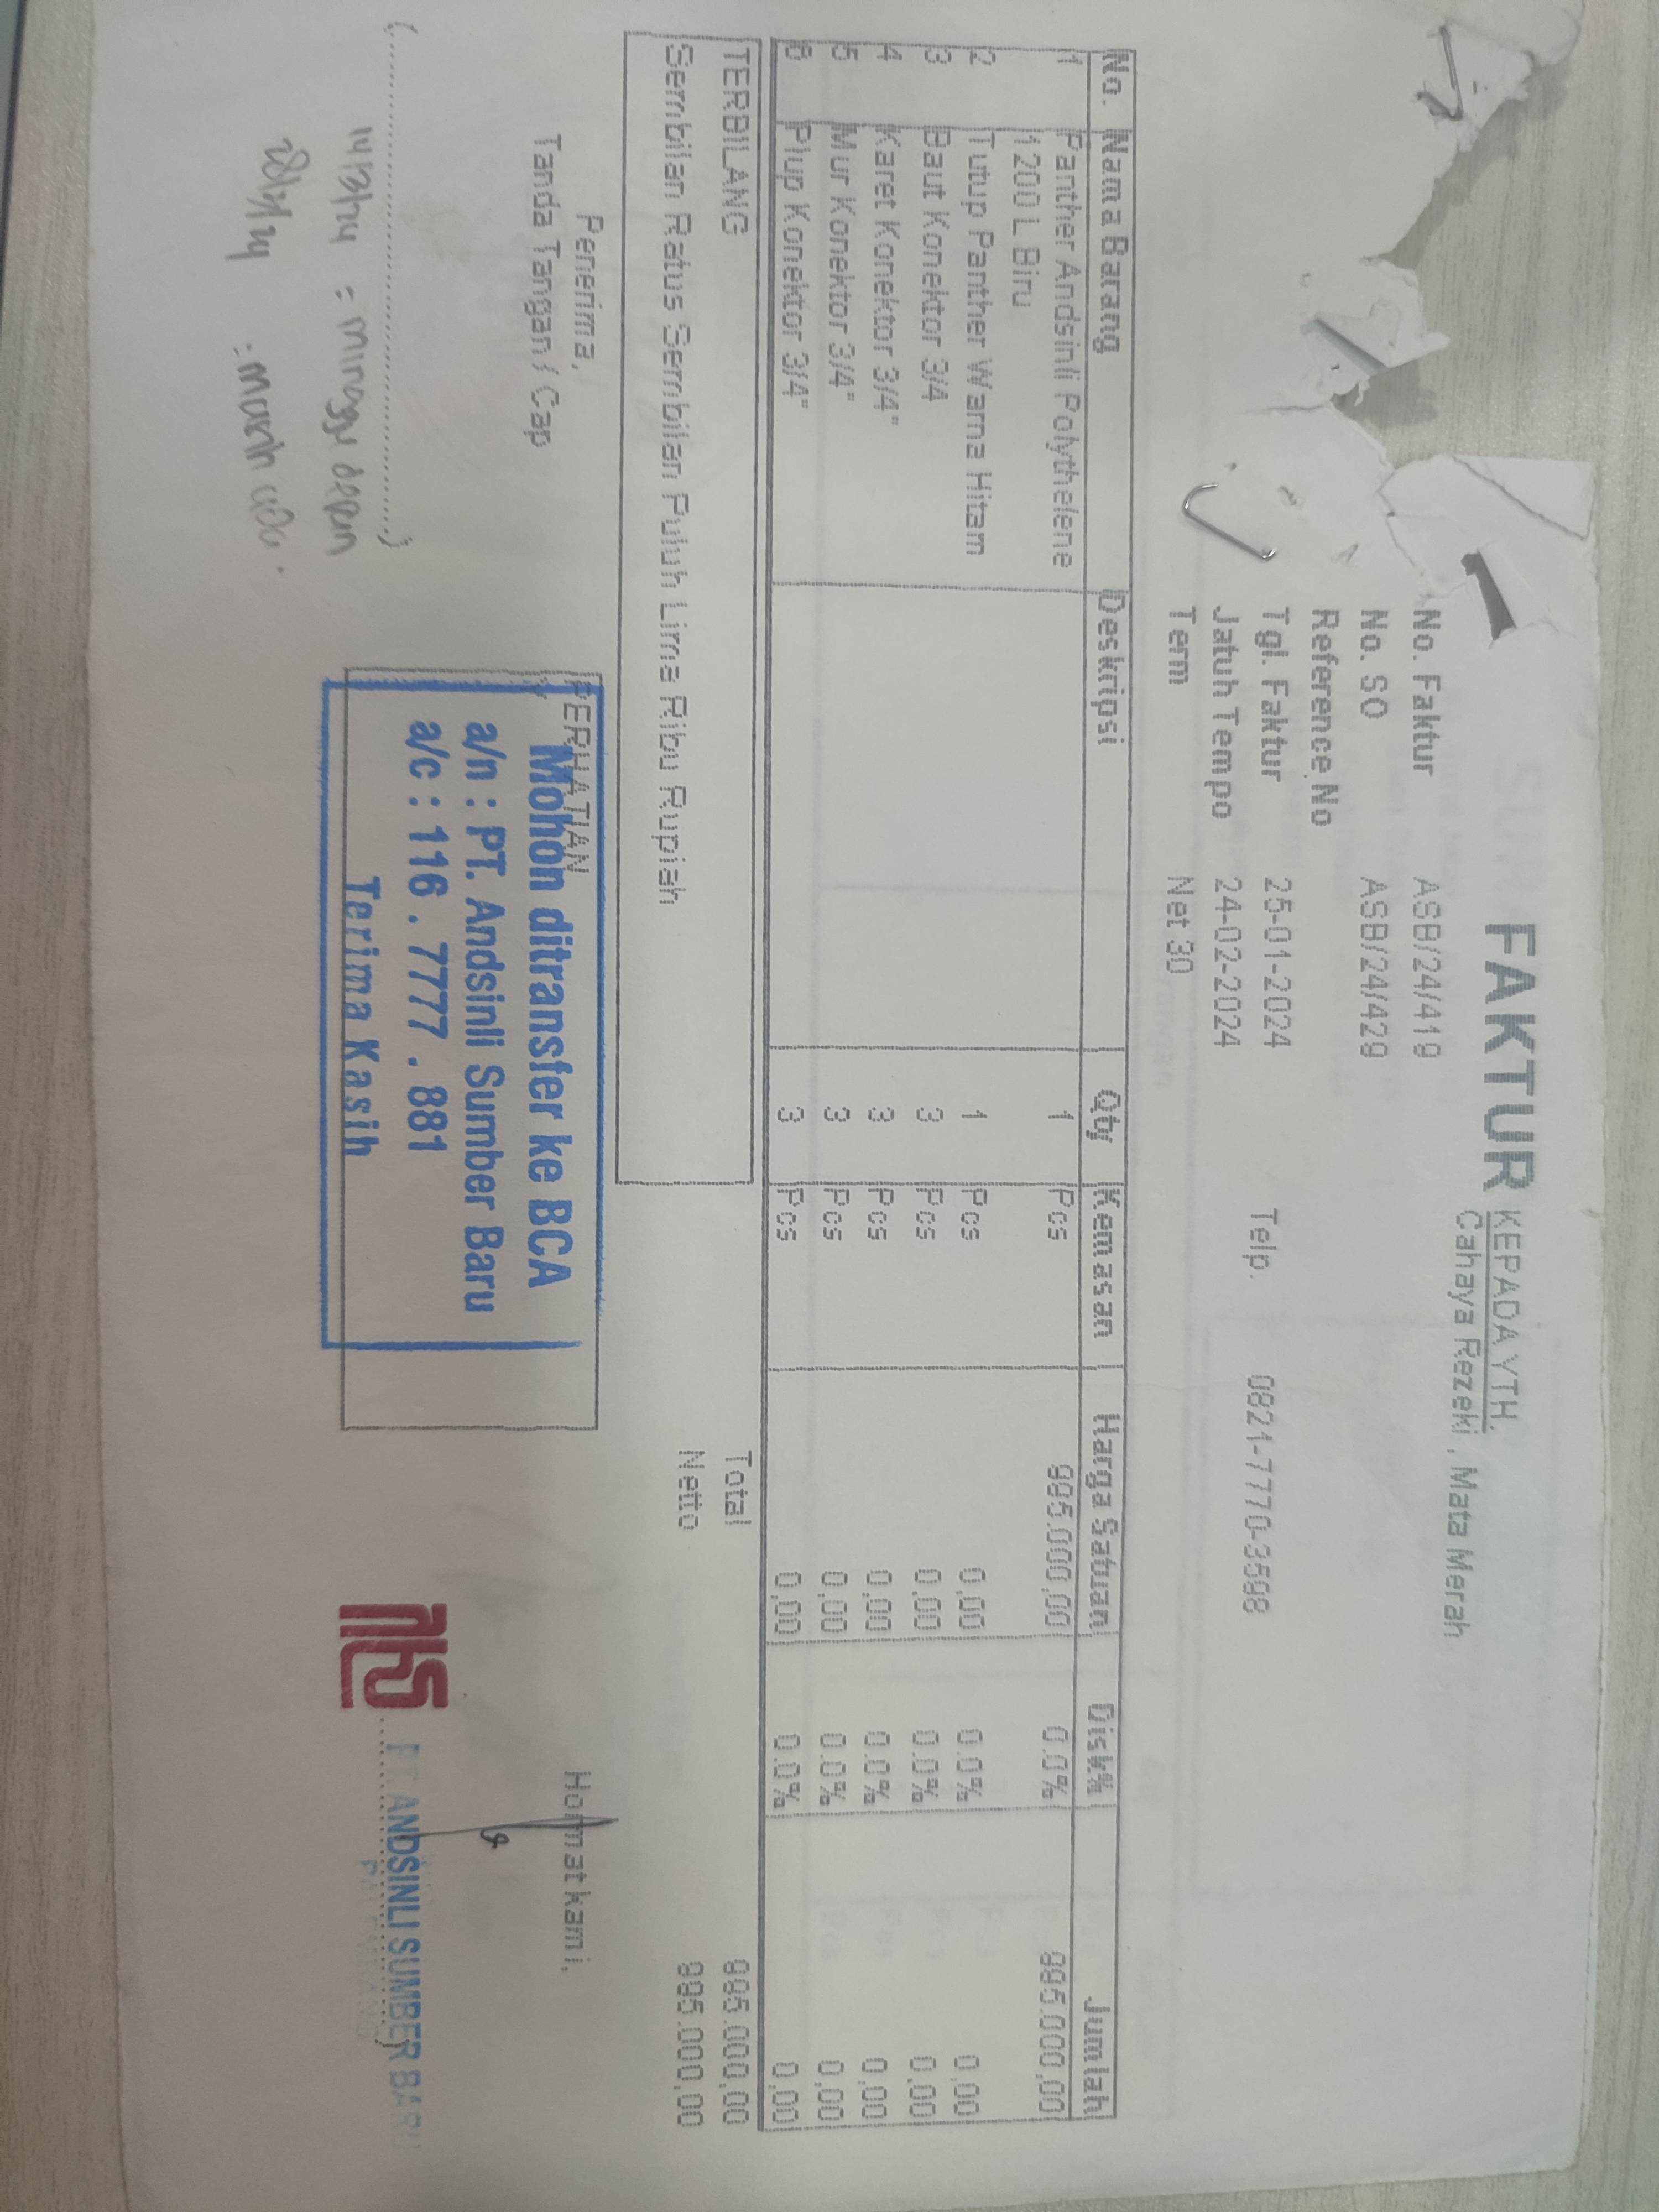 FAKTUR
KEPADA YTH.
Cahaya Rezeki , Mata Merah
No. Faktur ASB/24/419
No. SO ASB/24/429
Reference No
Tgl. Faktur 25-01-2024
Jatuh Tempo 24-02-2024
Term Net 30
Telp. 0821-7770-3598
No. Nama Barang Deskripsi Qty Kemasan Harga Satuan Disk% Jumlah
1 Panther Andsinli Polythelene 1 Pcs 995.000,00 0.0% 995.000,00
1200 L Biru
2 Tutup Panther Warna Hitam 1 Pcs 0,00 0.0% 0,00
3 Baut Konektor 3/4 3 Pcs 0,00 0.0% 0,00
4 Karet Konektor 3/4" 3 Pcs 0,00 0.0% 0,00
5 Mur Konektor 3/4" 3 Pcs 0,00 0.0% 0,00
6 Plup Konektor 3/4" 3 Pcs 0,00 0.0% 0,00
TERBILANG
Sembilan Ratus Sembilan Puluh Lima Ribu Rupiah
Total 995.000,00
Netto 995.000,00
Penerima,
Tanda Tangan / Cap
PERHATIAN
Mohon ditransfer ke BCA
a/n : PT. Andsinli Sumber Baru
a/c : 116 . 7777 . 881
Terima Kasih
Hormat kami,
PT. ANDSINLI SUMBER BARU